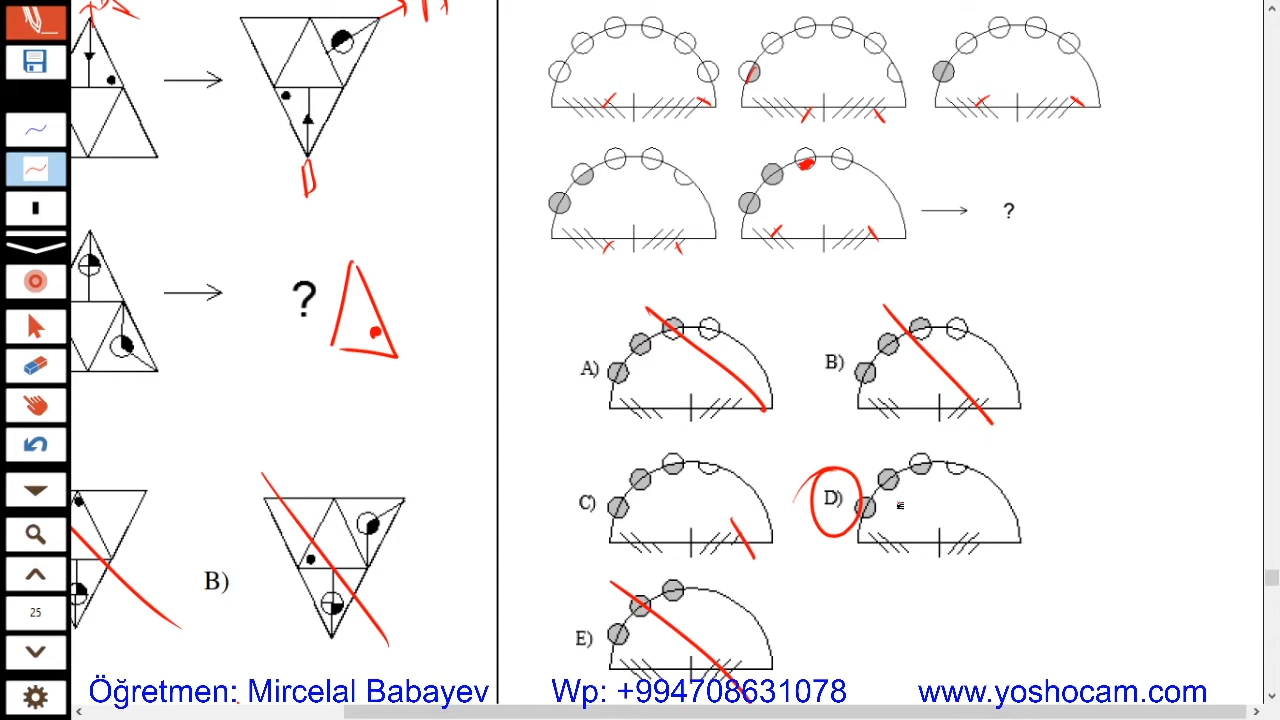 D
?
?
A)
B)
C)
D)
B)
E)
25
Öğretmen: Mircelal Babayev Wp: +994708631078 www.yoshocam.com